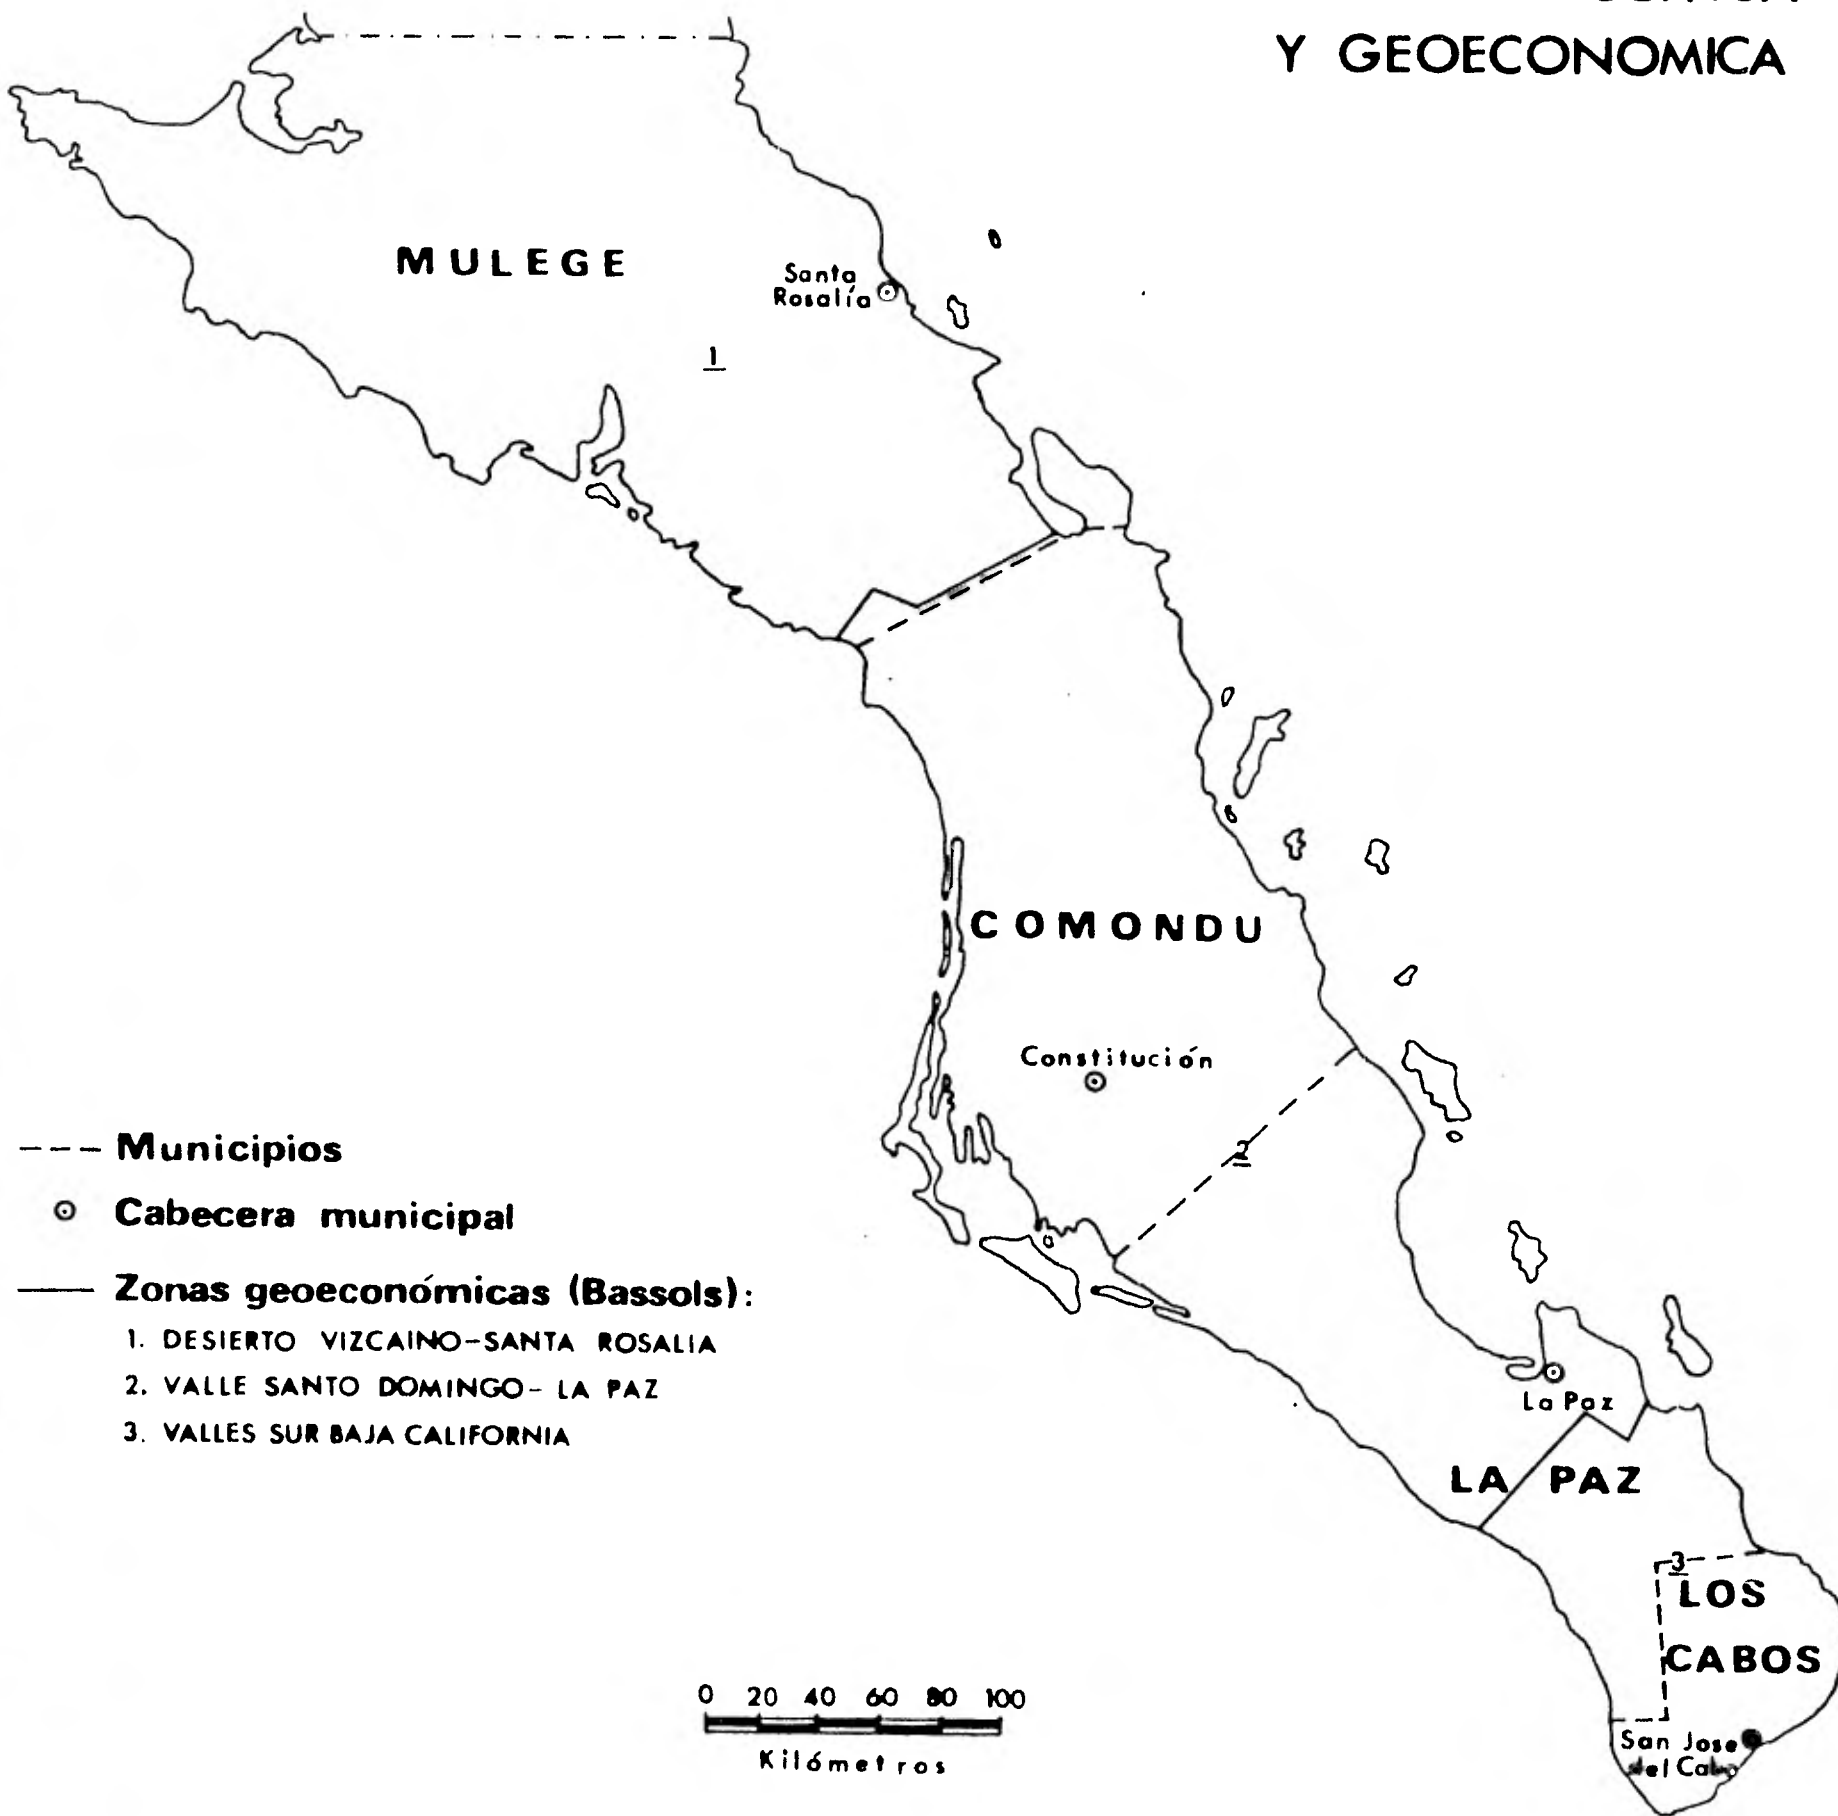 Y GEOECONOMICA
MULEGE
Santa
Rosalía
1
COMONDU
Constitución
2
--- Municipios
⊙ Cabecera municipal
—— Zonas geoeconómicas (Bassols):
1. DESIERTO VIZCAINO-SANTA ROSALIA
2. VALLE SANTO DOMINGO- LA PAZ
3. VALLES SUR BAJA CALIFORNIA
La Paz
LA PAZ
3
LOS
CABOS
San Jose
del Cabo
0 20 40 60 80 100
Kilómetros